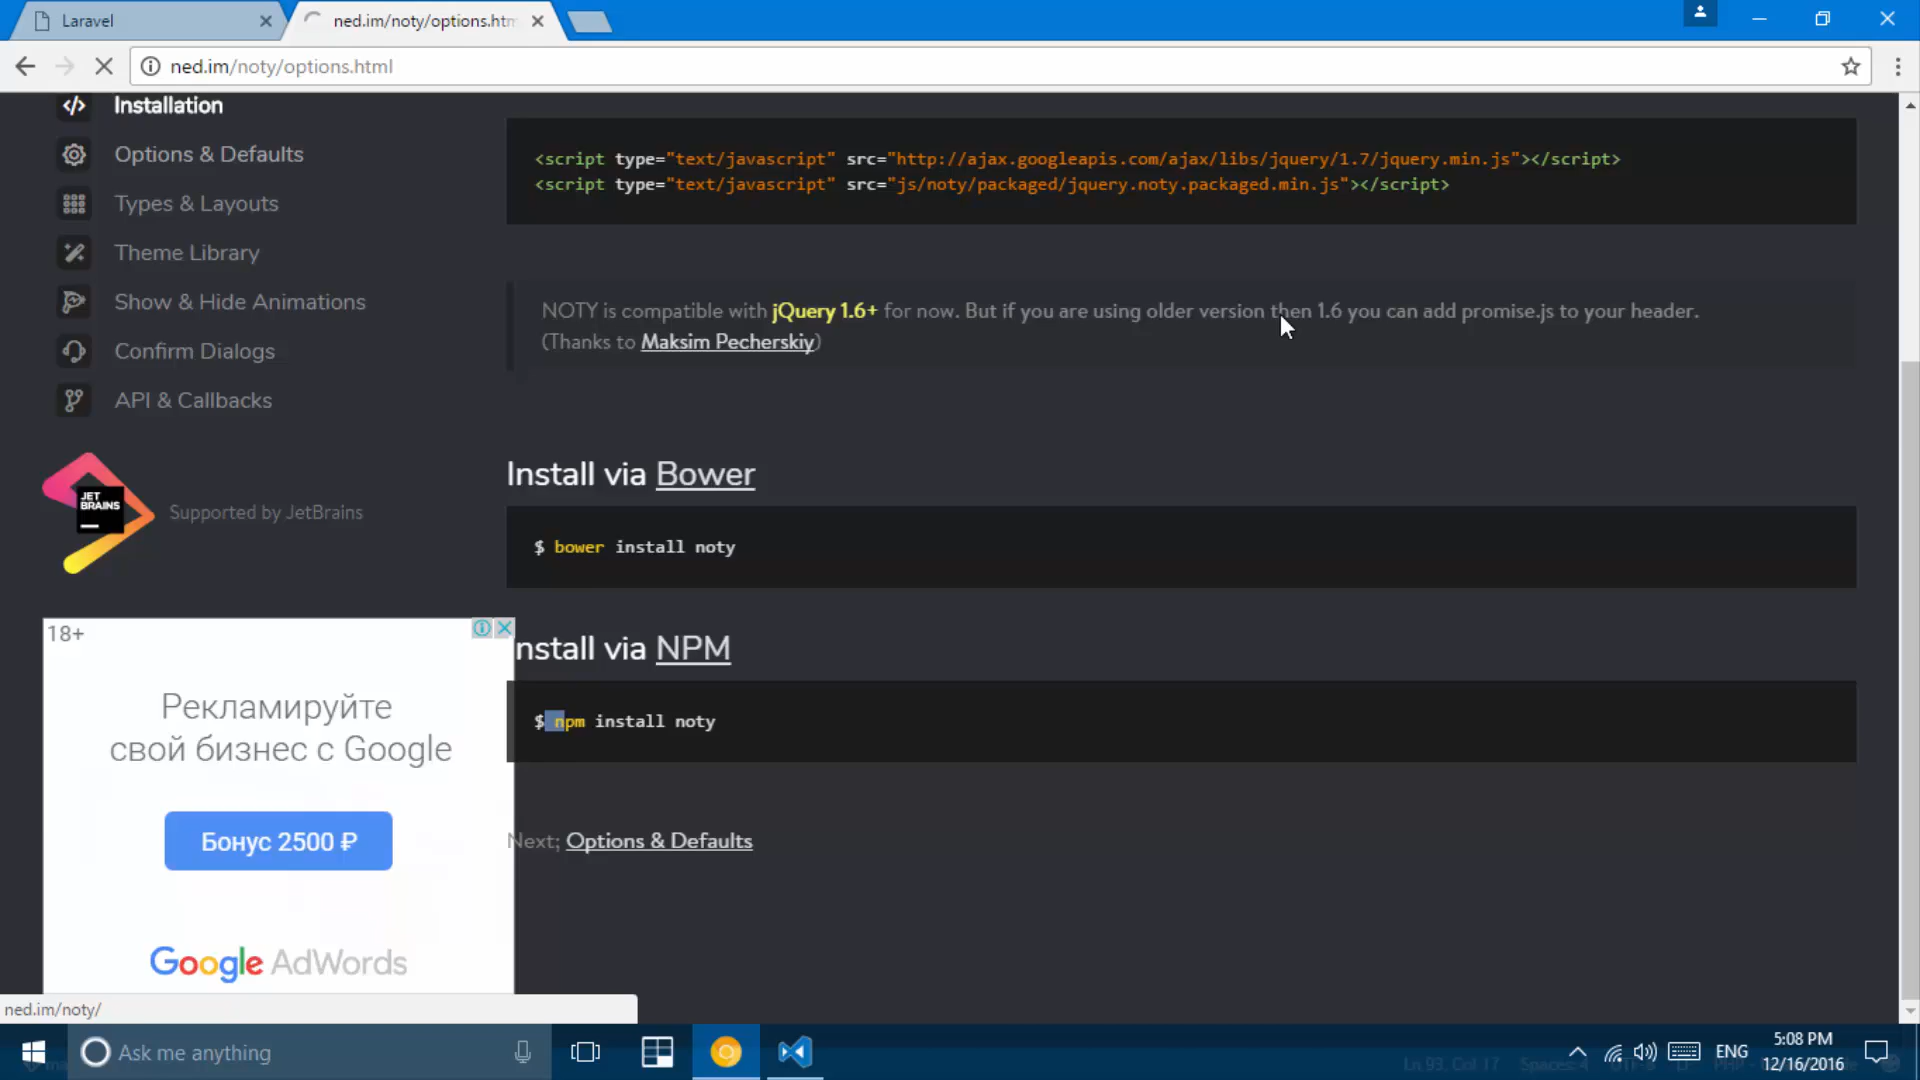 Laravel
ned.im/noty/options.htm
ned.im/noty/options.html
Installation
Options & Defaults
Types & Layouts
Theme Library
Show & Hide Animations
Confirm Dialogs
API & Callbacks
JET
BRAINS
Supported by JetBrains
<script type="text/javascript" src="http://ajax.googleapis.com/ajax/libs/jquery/1.7/jquery.min.js"></script>
<script type="text/javascript" src="js/noty/packaged/jquery.noty.packaged.min.js"></script>
NOTY is compatible with jQuery 1.6+ for now. But if you are using older version then 1.6 you can add promise.js to your header.
(Thanks to Maksim Pecherskiy)
Install via Bower
$ bower install noty
nstall via NPM
$ npm install noty
Next; Options & Defaults
18+
Рекламируйте
свой бизнес с Google
Бонус 2500 ₽
Google AdWords
ned.im/noty/
Ask me anything
Ln 93, Col 17
Spaces: 4
ENG
5:08 PM
12/16/2016